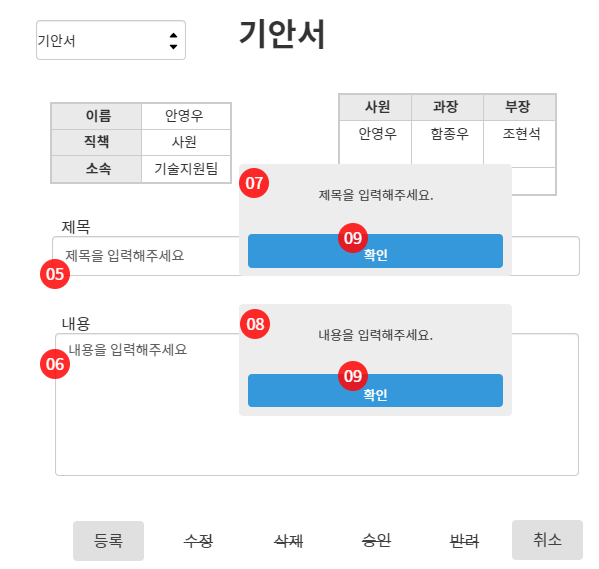 기안서
기안서
이름 안영우
직책 사원
소속 기술지원팀
사원 과장 부장
안영우 함종우 조현석
07
제목을 입력해주세요.
09
확인
제목
제목을 입력해주세요
05
08
내용을 입력해주세요.
09
확인
내용
내용을 입력해주세요
06
등록 수정 삭제 승인 반려 취소